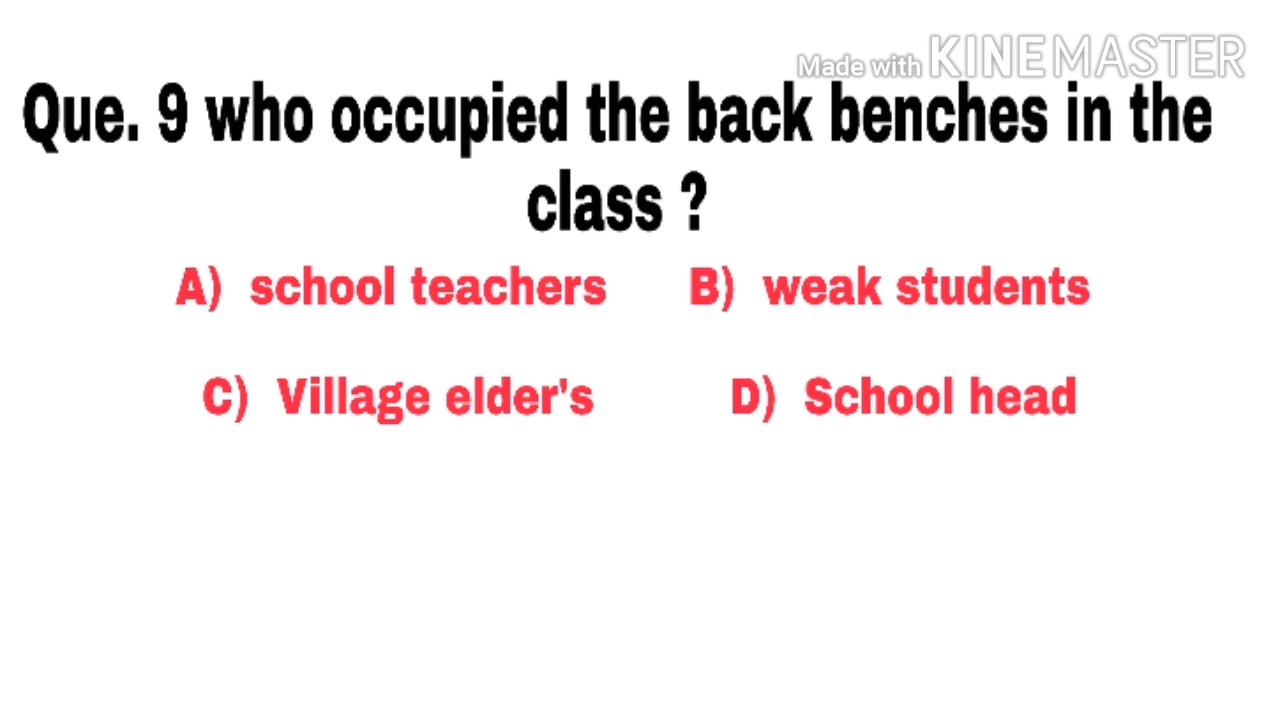 Made with KINEMASTER
Que. 9 who occupied the back benches in the
class ?
A) school teachers B) weak students
C) Village elder's D) School head